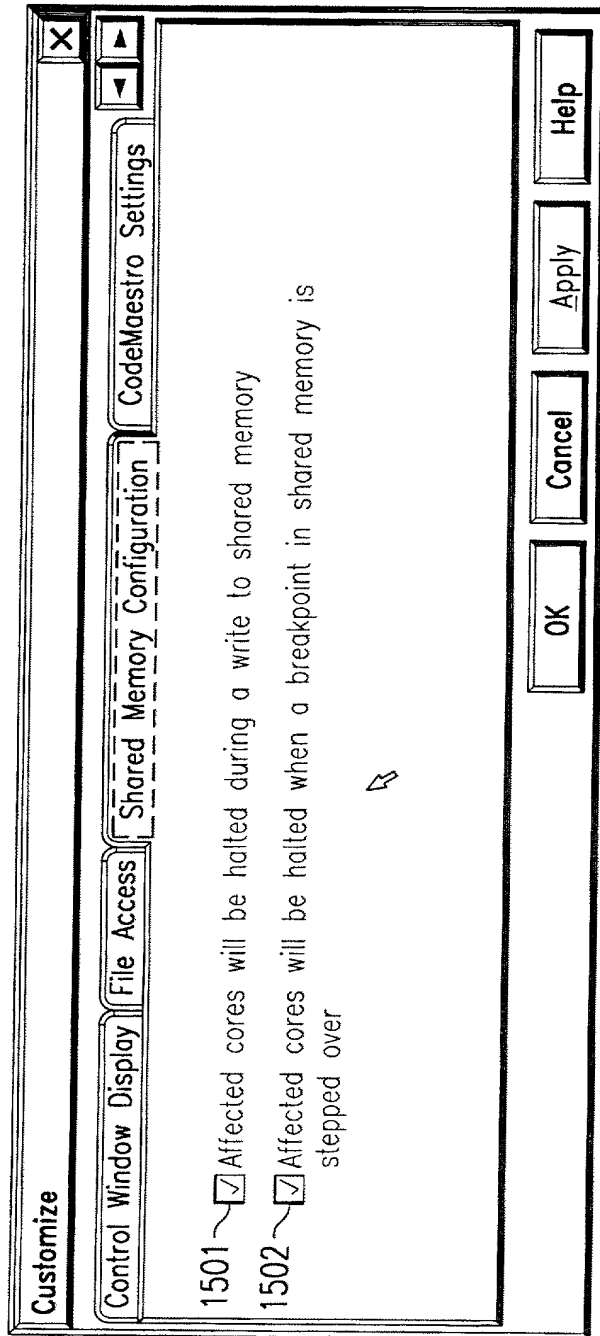 Customize
Control Window Display File Access Shared Memory Configuration CodeMaestro Settings
1501 Affected cores will be halted during a write to shared memory
1502 Affected cores will be halted when a breakpoint in shared memory is
stepped over
OK Cancel Apply Help